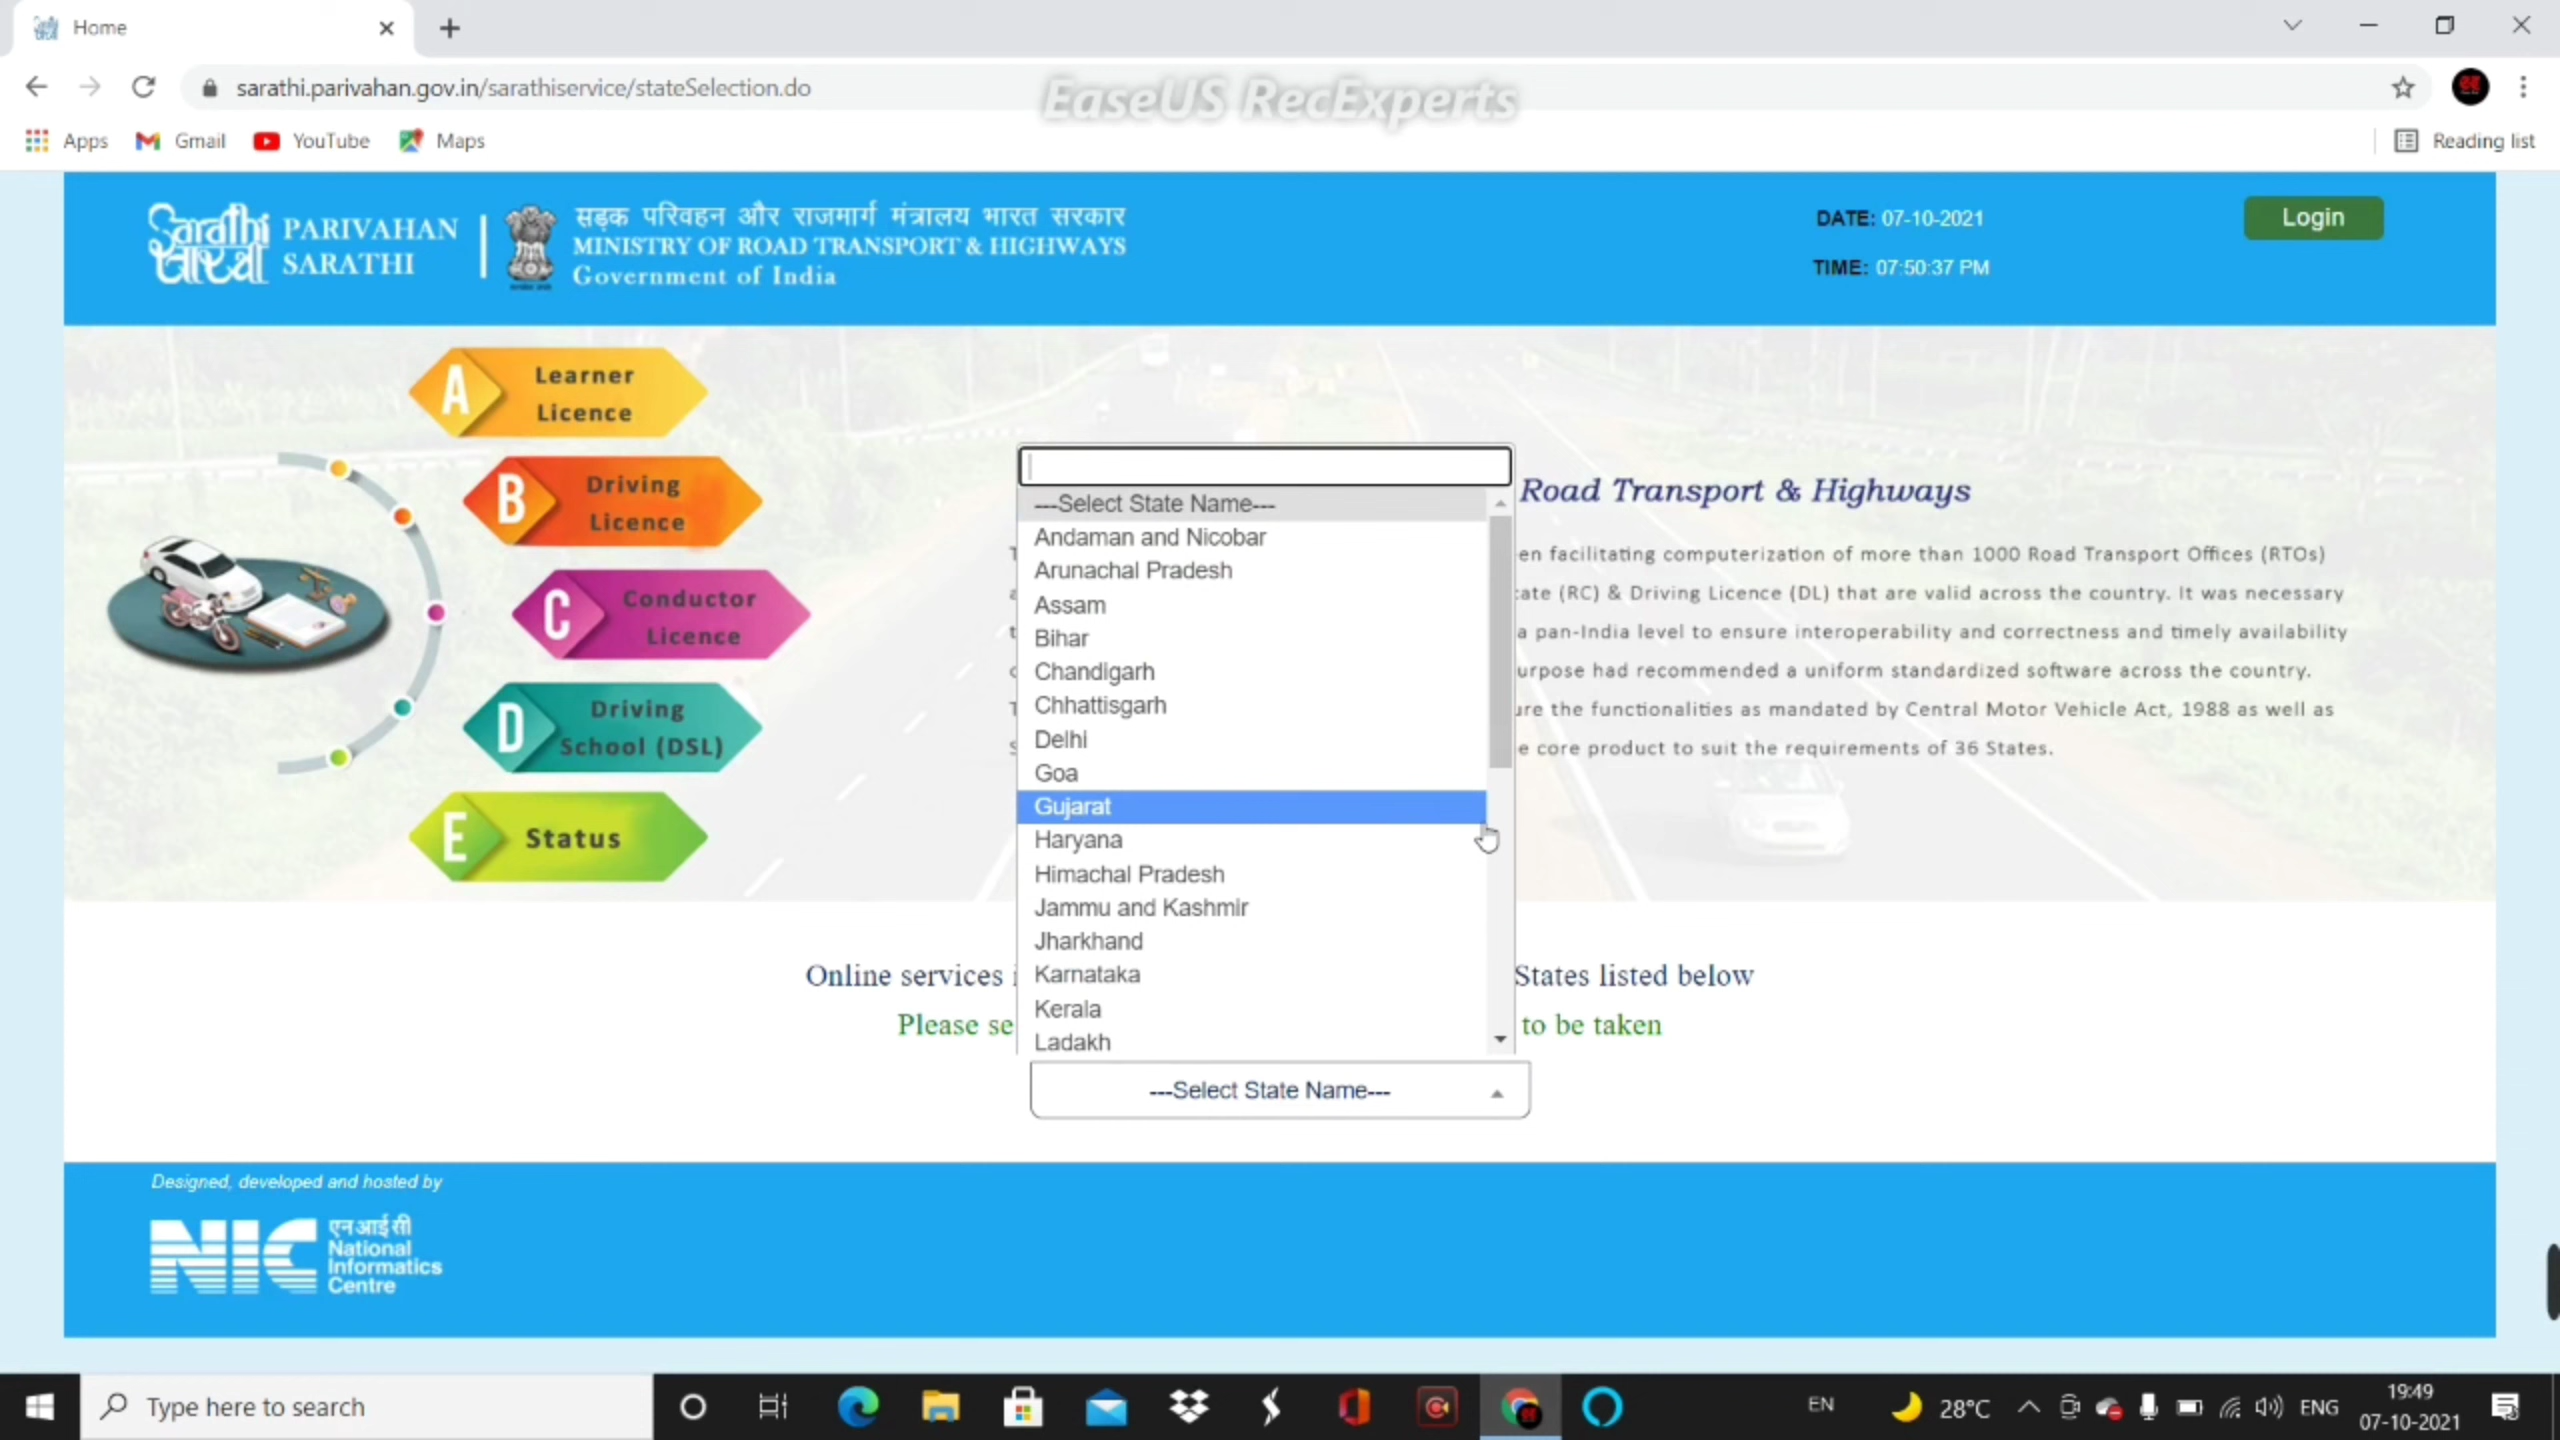 Home
sarathi.parivahan.gov.in/sarathiservice/stateSelection.do
EaseUS RecExperts
Apps
Gmail
YouTube
Maps
Reading list
PARIVAHAN
SARATHI
सड़क परिवहन और राजमार्ग मंत्रालय भारत सरकार
MINISTRY OF ROAD TRANSPORT & HIGHWAYS
Government of India
DATE: 07-10-2021
TIME: 07:50:37 PM
Login
A Learner
Licence
B Driving
Licence
C Conductor
Licence
D Driving
School (DSL)
E Status
---Select State Name---
Andaman and Nicobar
Arunachal Pradesh
Assam
Bihar
Chandigarh
Chhattisgarh
Delhi
Goa
Gujarat
Haryana
Himachal Pradesh
Jammu and Kashmir
Jharkhand
Karnataka
Kerala
Ladakh
Road Transport & Highways
en facilitating computerization of more than 1000 Road Transport Offices (RTOs)
ate (RC) & Driving Licence (DL) that are valid across the country. It was necessary
a pan-India level to ensure interoperability and correctness and timely availability
urpose had recommended a uniform standardized software across the country.
ure the functionalities as mandated by Central Motor Vehicle Act, 1988 as well as
e core product to suit the requirements of 36 States.
Online services States listed below
Please se to be taken
---Select State Name---
Designed, developed and hosted by
NIC
एनआईसी
National
Informatics
Centre
Type here to search
EN
28°C
ENG
19:49
07-10-2021